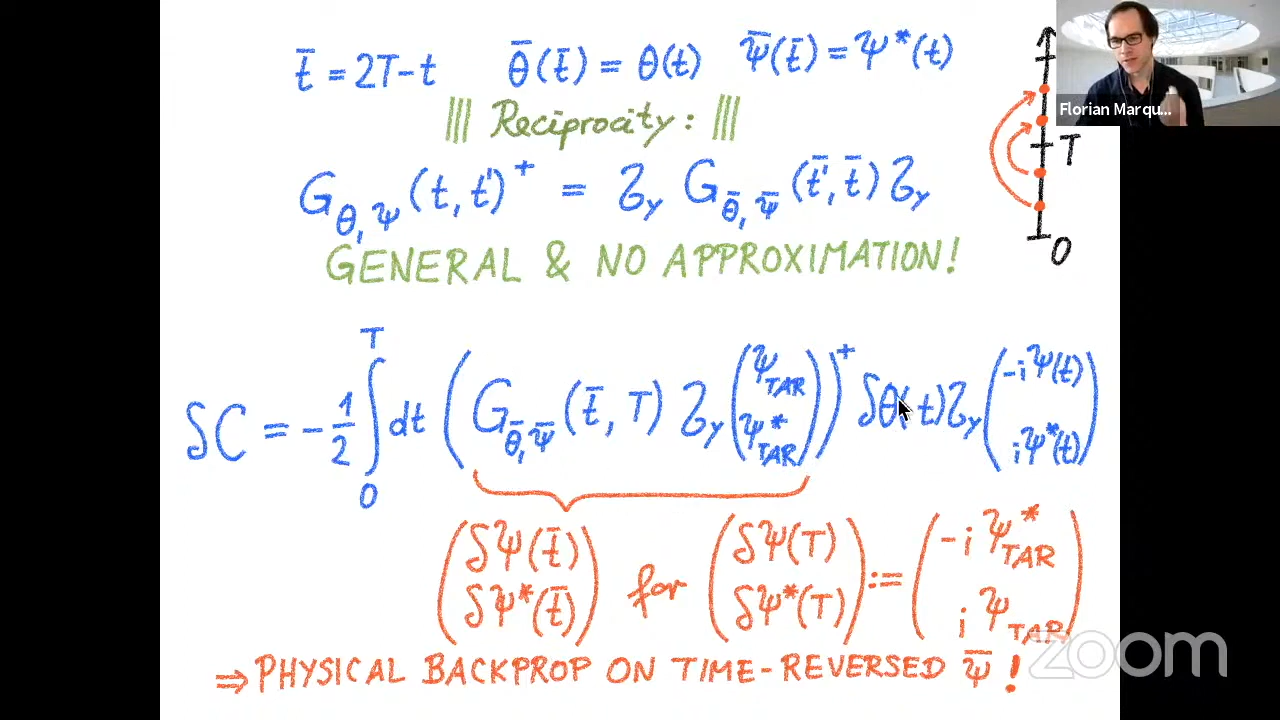 t̄ = 2T-t   θ̄(t̄) = θ(t)   Ψ̄(t̄) = Ψ*(t)
||| Reciprocity: |||
G_{θ,Ψ}(t,t')⁺ = σ_y G_{θ̄,Ψ̄}(t̄',t̄) σ_y
GENERAL & NO APPROXIMATION!
T
0
Florian Marqu...
δC = -1/2 ∫₀ᵀ dt (G_{θ̄,Ψ̄}(t̄,T) σ_y (Ψ_TAR Ψ*_TAR))⁺ δθ(t) σ_y (-iΨ(t) iΨ*(t))
(δΨ(t̄) δΨ*(t̄)) for (δΨ(T) δΨ*(T)) := (-iΨ*_TAR iΨ_TAR)
⇒ PHYSICAL BACKPROP ON TIME-REVERSED Ψ̄ !
zoom